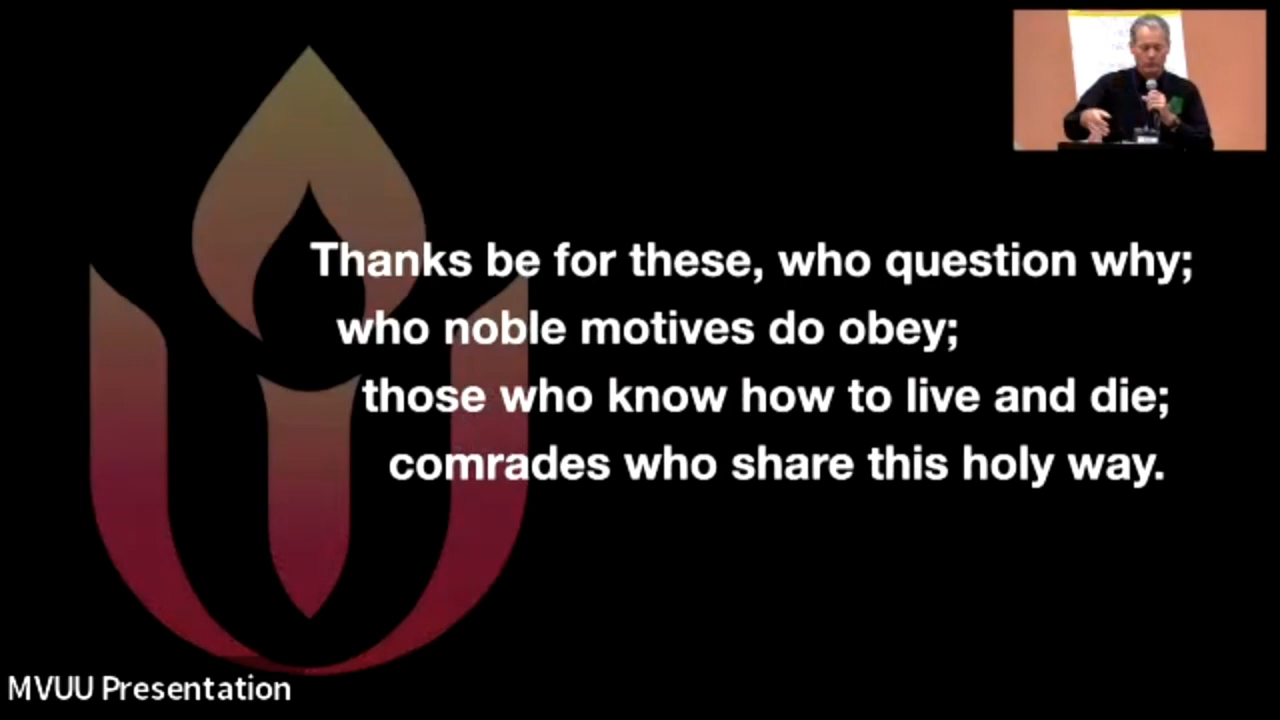 Thanks be for these, who question why;
who noble motives do obey;
those who know how to live and die;
comrades who share this holy way.
MVUU Presentation